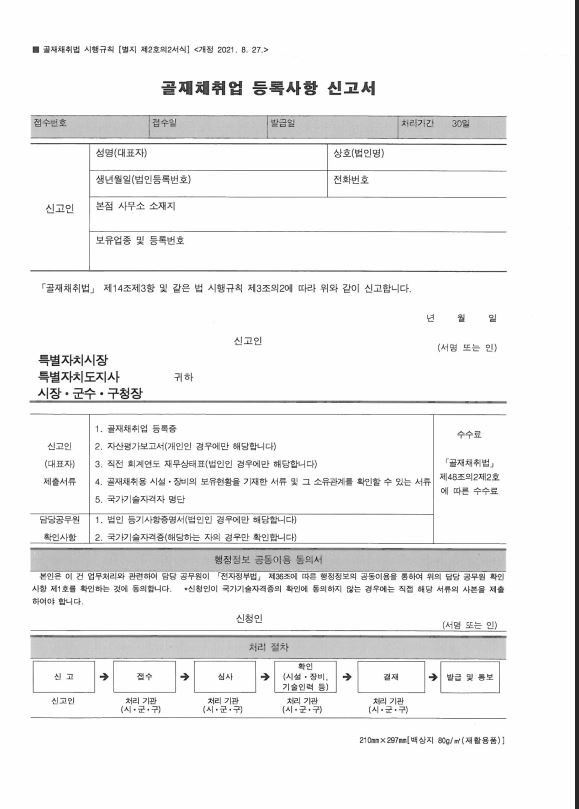 ■ 골재채취법 시행규칙 [별지 제2호의2서식] <개정 2021. 8. 27.>
골재채취업 등록사항 신고서
접수번호 접수일 발급일 처리기간 30일
신고인
성명(대표자) 상호(법인명)
생년월일(법인등록번호) 전화번호
본점 사무소 소재지
보유업종 및 등록번호
「골재채취법」 제14조제3항 및 같은 법 시행규칙 제3조의2에 따라 위와 같이 신고합니다.
년 월 일
신고인 (서명 또는 인)
특별자치시장
특별자치도지사 귀하
시장·군수·구청장
신고인
(대표자)
제출서류
1. 골재채취업 등록증
2. 자산평가보고서(개인인 경우에만 해당합니다)
3. 직전 회계연도 재무상태표(법인인 경우에만 해당합니다)
4. 골재채취용 시설·장비의 보유현황을 기재한 서류 및 그 소유관계를 확인할 수 있는 서류
5. 국가기술자격자 명단
수수료
「골재채취법」
제48조의2제2호
에 따른 수수료
담당공무원
확인사항
1. 법인 등기사항증명서(법인인 경우에만 해당합니다)
2. 국가기술자격증(해당하는 자의 경우만 확인합니다)
행정정보 공동이용 동의서
본인은 이 건 업무처리와 관련하여 담당 공무원이 「전자정부법」 제36조에 따른 행정정보의 공동이용을 통하여 위의 담당 공무원 확인
사항 제1호를 확인하는 것에 동의합니다. *신청인이 국가기술자격증의 확인에 동의하지 않는 경우에는 직접 해당 서류의 사본을 제출
하여야 합니다.
신청인 (서명 또는 인)
처리 절차
신 고 → 접수 → 심사 → 확인 (시설·장비, 기술인력 등) → 결재 → 발급 및 통보
신고인 처리 기관 처리 기관 처리 기관 처리 기관
(시·군·구) (시·군·구) (시·군·구) (시·군·구)
210mm×297mm[백상지 80g/㎡(재활용품)]